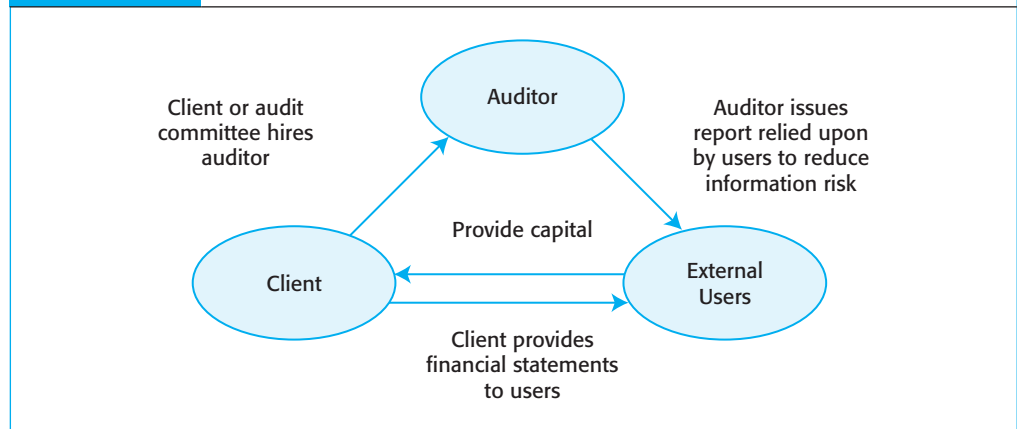 Auditor
Client or audit
committee hires
auditor
Auditor issues
report relied upon
by users to reduce
information risk
Provide capital
Client
External
Users
Client provides
financial statements
to users